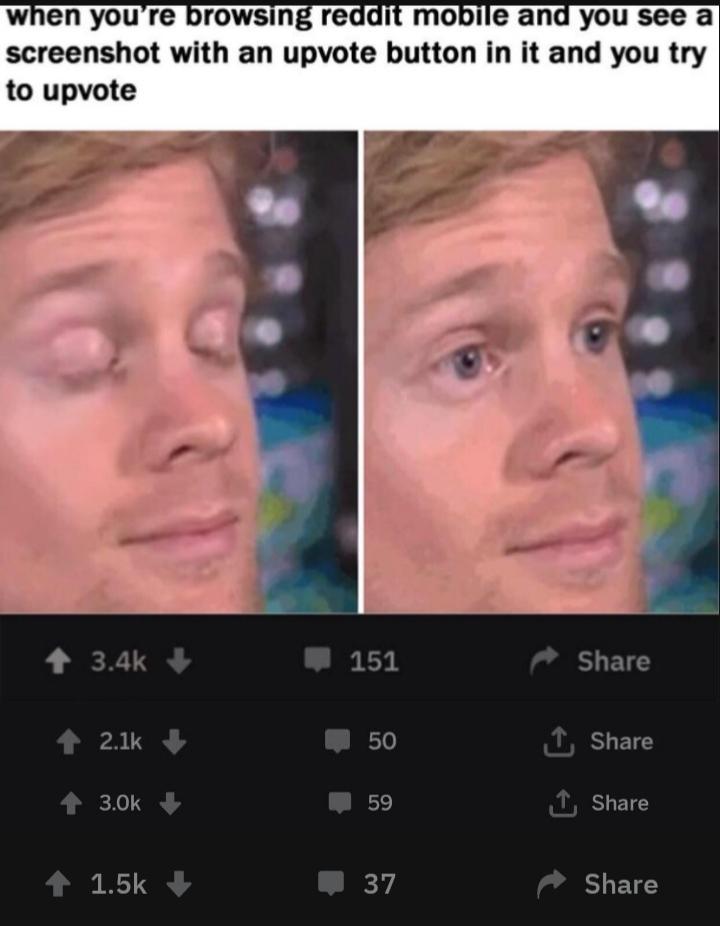 when you're browsing reddit mobile and you see a
screenshot with an upvote button in it and you try
to upvote
3.4k 151 Share
2.1k 50 Share
3.0k 59 Share
1.5k 37 Share